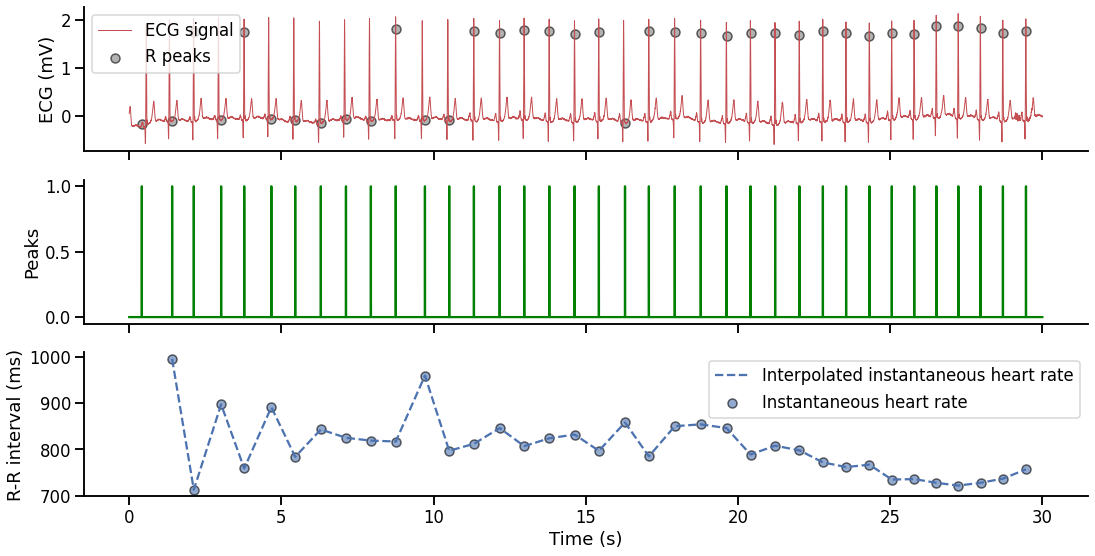 ECG (mV)
2
1
0
ECG signal
R peaks
Peaks
1.0
0.5
0.0
R-R interval (ms)
1000
900
800
700
Interpolated instantaneous heart rate
Instantaneous heart rate
0 5 10 15 20 25 30
Time (s)